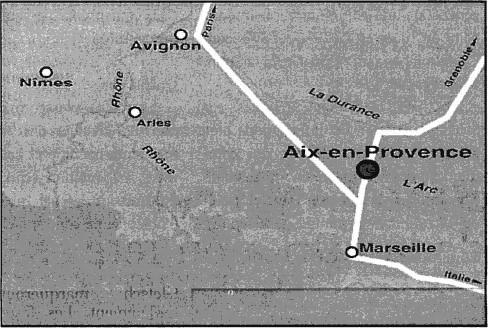 Paris
Avignon
Grenoble
Nîmes
Rhône
La Durance
Arles
Rhône
Aix-en-Provence
L'Arc
Marseille
Italie